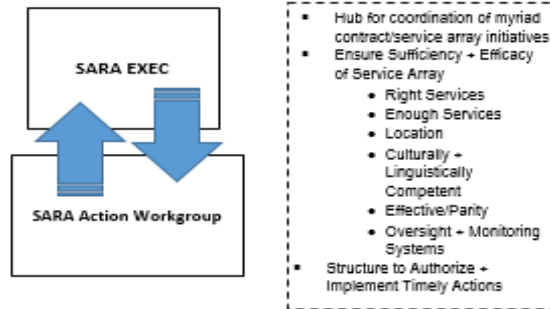 SARA EXEC
SARA Action Workgroup
▪ Hub for coordination of myriad
contract/service array initiatives
▪ Ensure Sufficiency + Efficacy
of Service Array
• Right Services
• Enough Services
• Location
• Culturally +
Linguistically
Competent
• Effective/Parity
• Oversight + Monitoring
Systems
▪ Structure to Authorize +
Implement Timely Actions